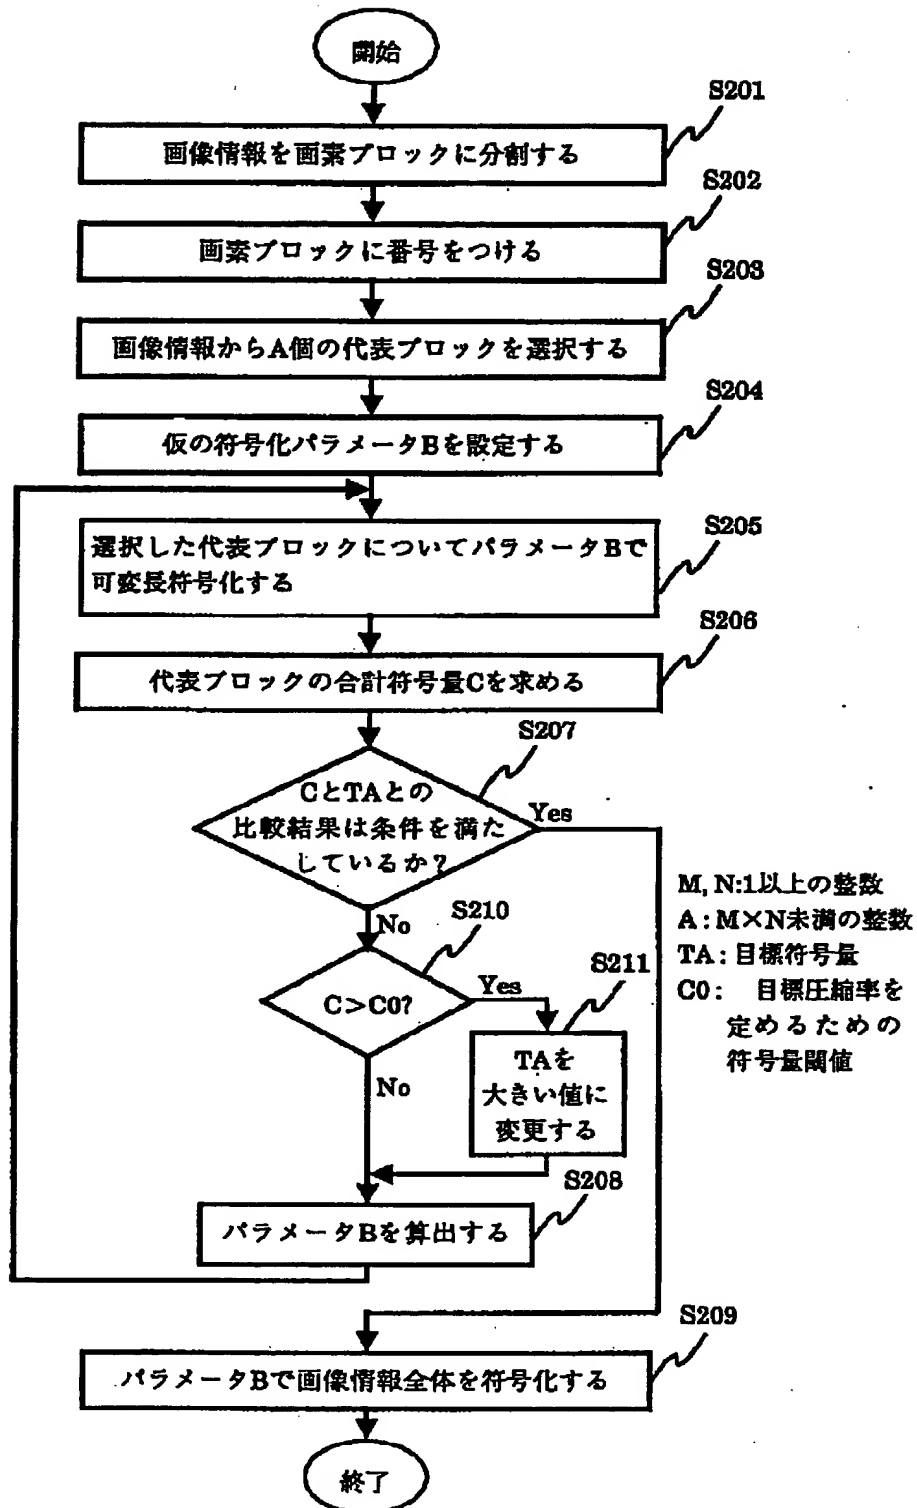 開始
S201
画像情報を画素ブロックに分割する
S202
画素ブロックに番号をつける
S203
画像情報からA個の代表ブロックを選択する
S204
仮の符号化パラメータBを設定する
S205
選択した代表ブロックについてパラメータBで
可変長符号化する
S206
代表ブロックの合計符号量Cを求める
S207
CとTAとの
比較結果は条件を満た
しているか?
Yes
No
S210
C>C0?
Yes
S211
No
TAを
大きい値に
変更する
M, N:1以上の整数
A:M×N未満の整数
TA:目標符号量
C0: 目標圧縮率を
定めるための
符号量閾値
S208
パラメータBを算出する
S209
パラメータBで画像情報全体を符号化する
終了